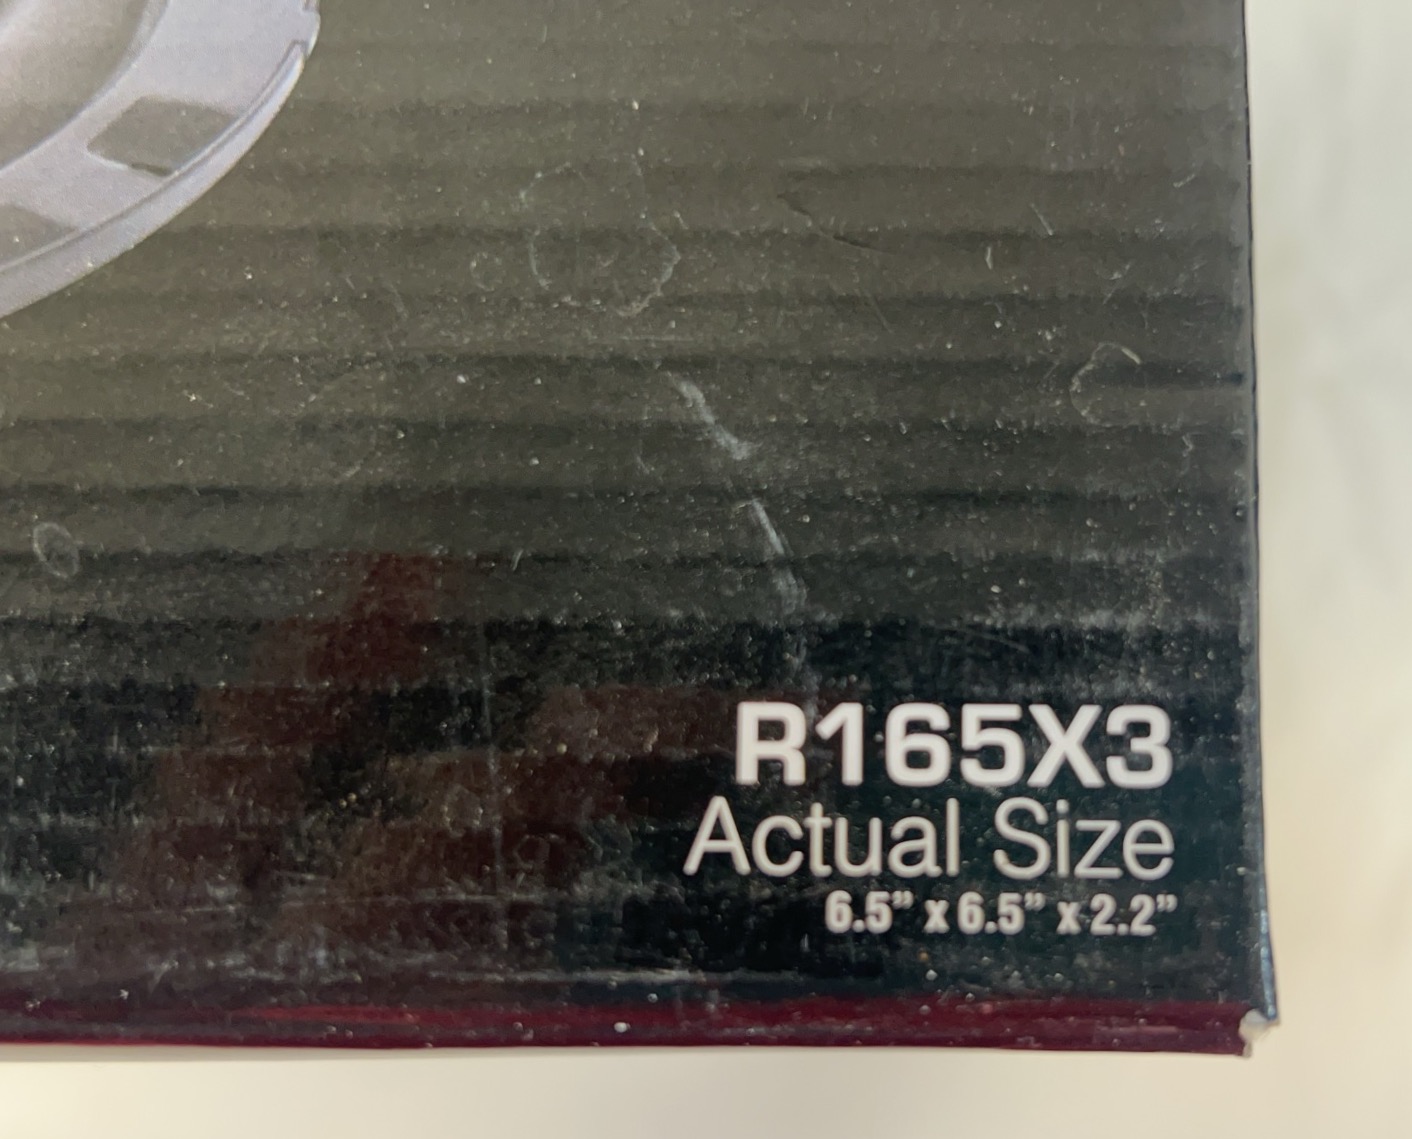 R165X3
Actual Size
6.5” x 6.5” x 2.2”